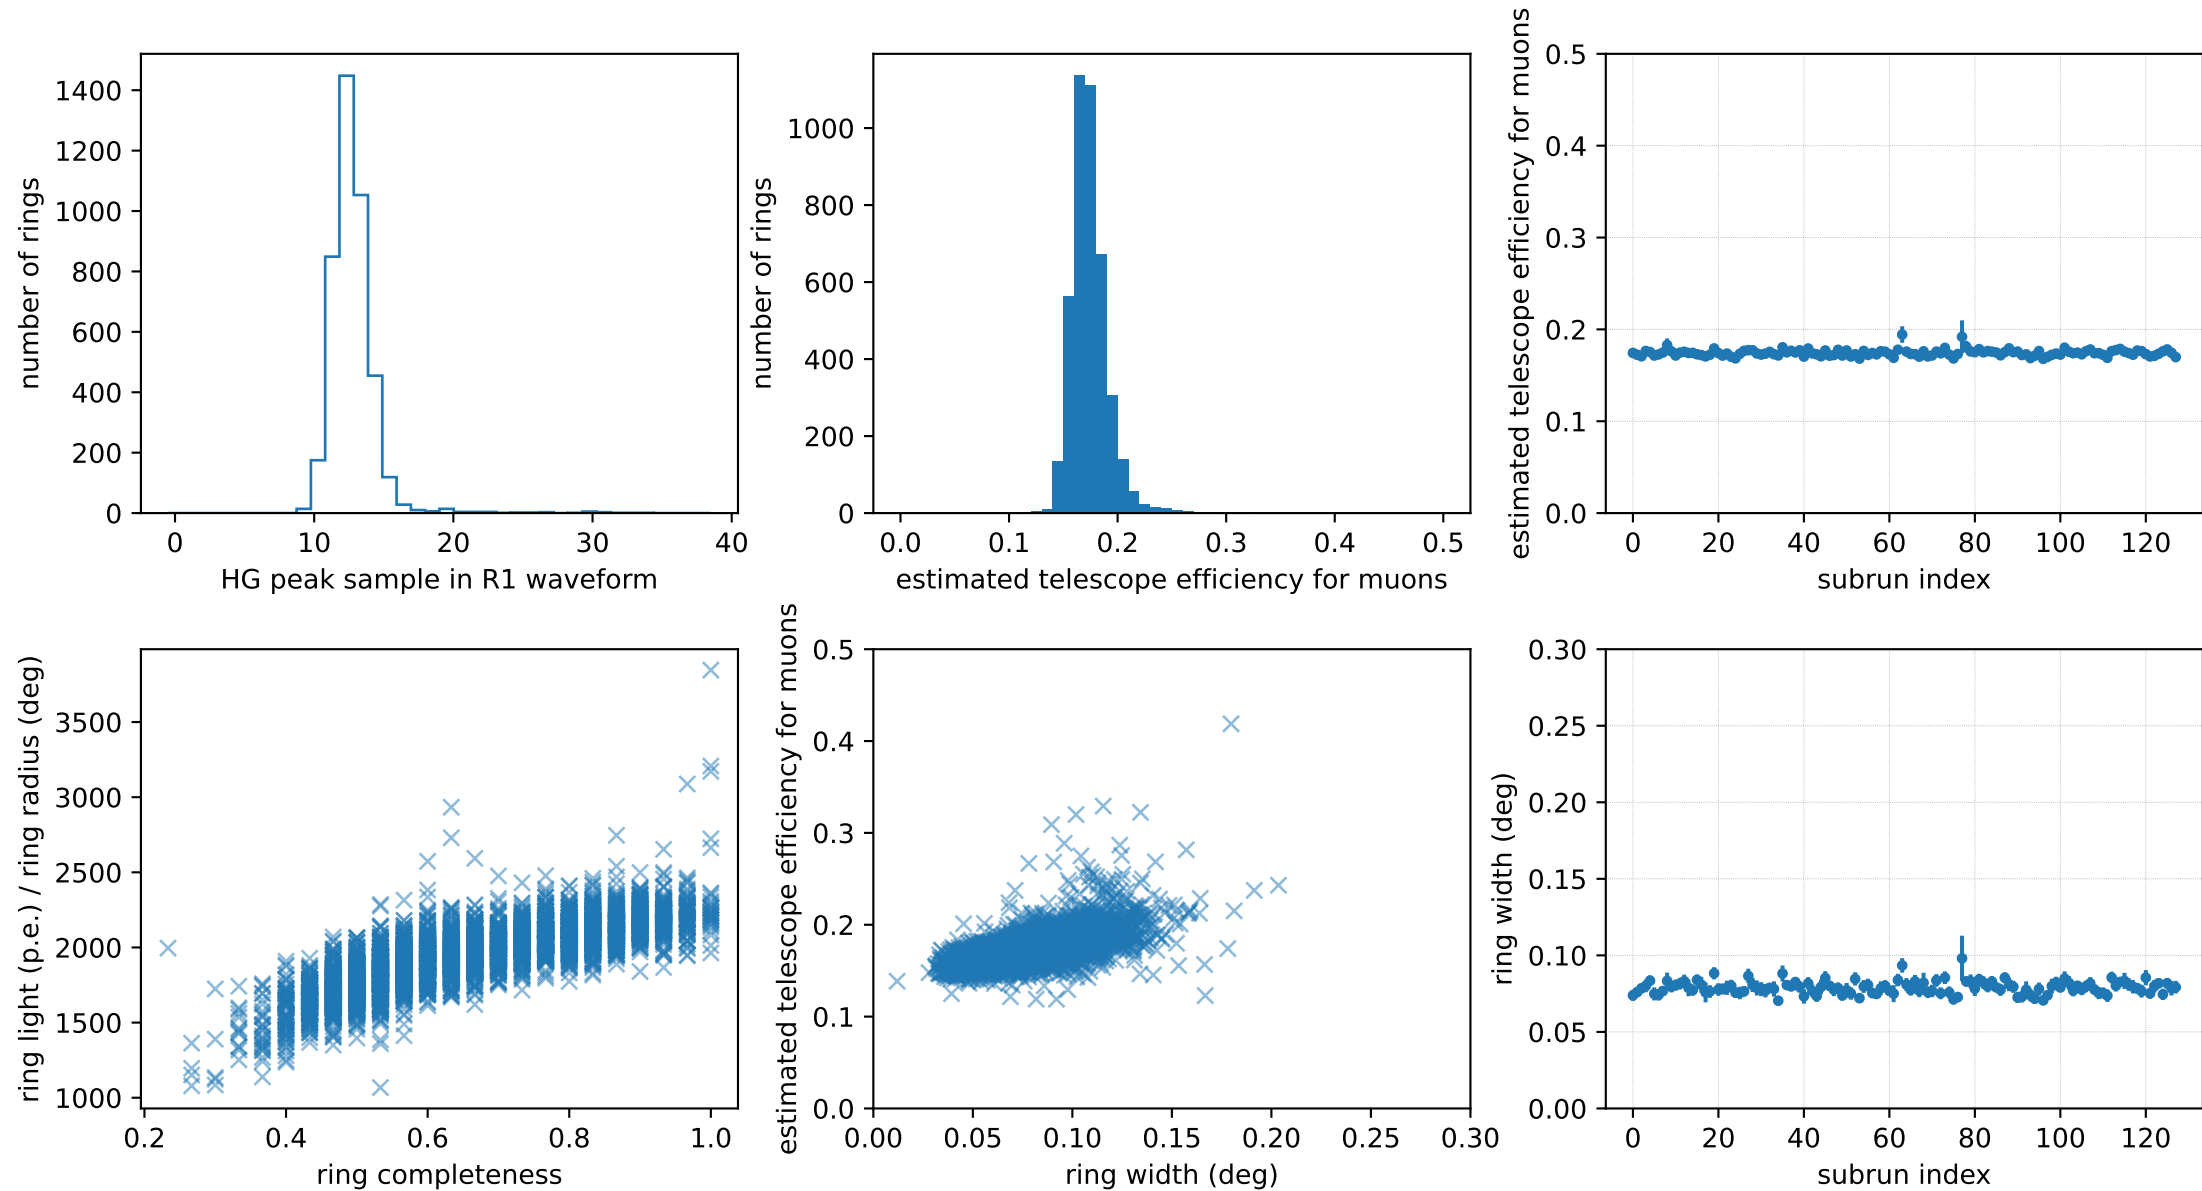 number of rings
1400
1200
1000
800
600
400
200
0
0 10 20 30 40
HG peak sample in R1 waveform
number of rings
1000
800
600
400
200
0
0.0 0.1 0.2 0.3 0.4 0.5
estimated telescope efficiency for muons
estimated telescope efficiency for muons
0.5
0.4
0.3
0.2
0.1
0.0
0 20 40 60 80 100 120
subrun index
ring light (p.e.) / ring radius (deg)
3500
3000
2500
2000
1500
1000
0.2 0.4 0.6 0.8 1.0
ring completeness
estimated telescope efficiency for muons
0.5
0.4
0.3
0.2
0.1
0.0
0.00 0.05 0.10 0.15 0.20 0.25 0.30
ring width (deg)
ring width (deg)
0.30
0.25
0.20
0.15
0.10
0.05
0.00
0 20 40 60 80 100 120
subrun index